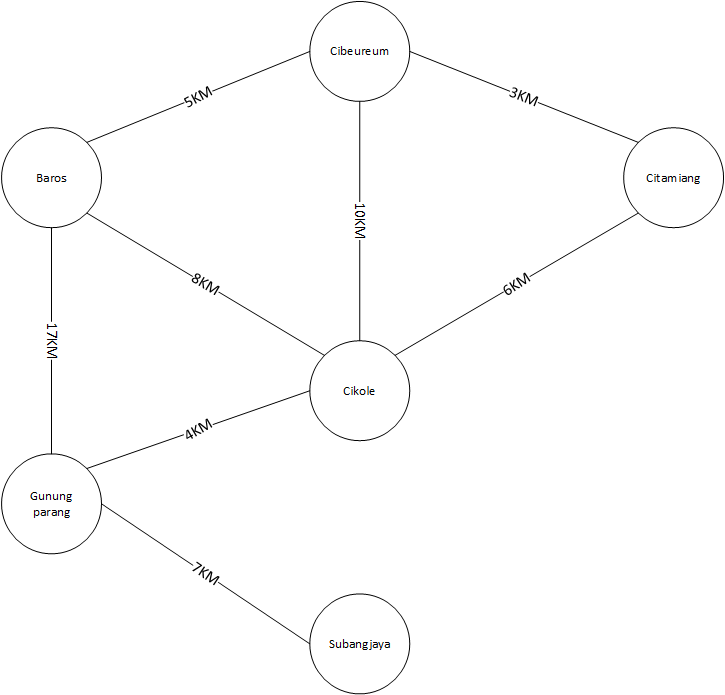 Cibeureum
5KM
3KM
Baros
Citamiang
10KM
8KM
6KM
17KM
Cikole
4KM
Gunung
parang
7KM
Subangjaya